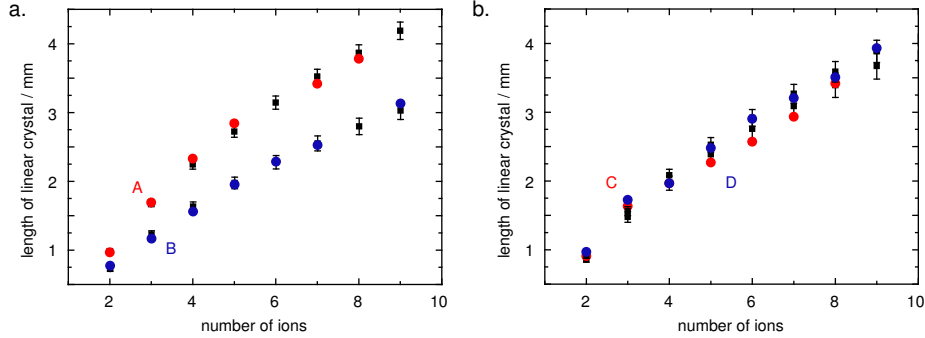 a.
length of linear crystal / mm
4
3
2
1
A
B
2 4 6 8 10
number of ions
b.
length of linear crystal / mm
4
3
2
1
C
D
2 4 6 8 10
number of ions